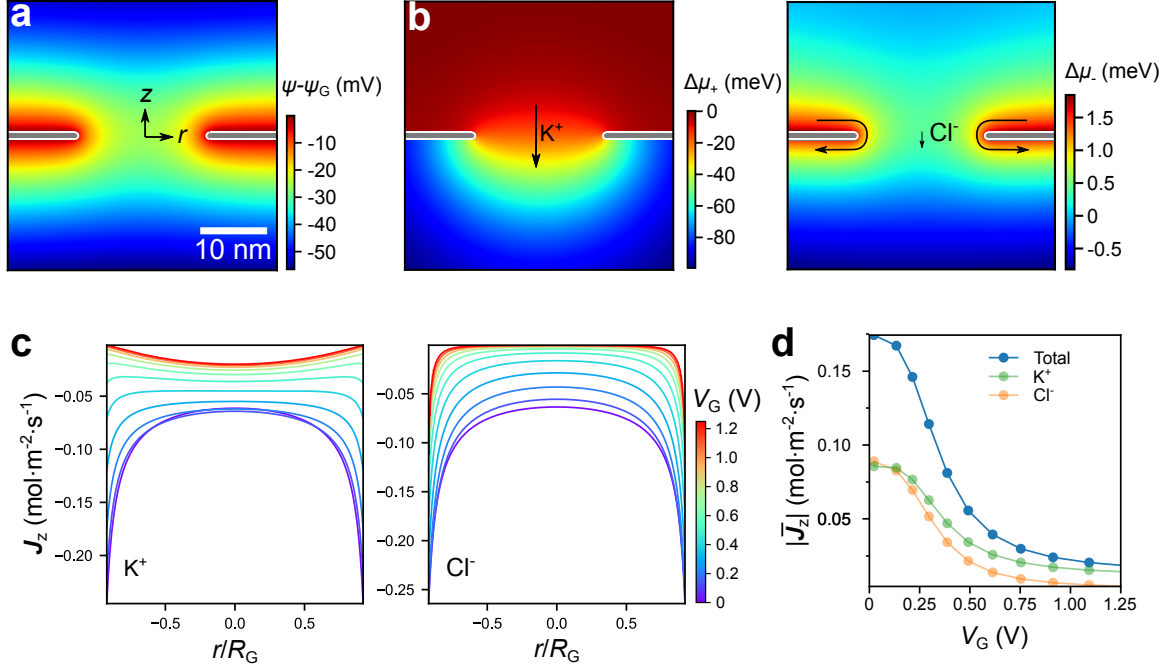 a
z
r
10 nm
ψ-ψG (mV)
-10
-20
-30
-40
-50
b
K⁺
Δμ₊ (meV)
0
-20
-40
-60
-80
Cl⁻
Δμ₋ (meV)
1.5
1.0
0.5
0
-0.5
c
Jz (mol·m⁻²·s⁻¹)
−0.05
−0.10
−0.15
−0.20
K⁺
−0.5 0.0 0.5
r/RG
−0.05
−0.10
−0.15
−0.20
−0.25
Cl⁻
−0.5 0.0 0.5
r/RG
VG (V)
1.2
1.0
0.8
0.6
0.4
0.2
0
d
|J̄z| (mol·m⁻²·s⁻¹)
0.15
0.10
0.05
Total
K⁺
Cl⁻
0 0.25 0.50 0.75 1.00 1.25
VG (V)